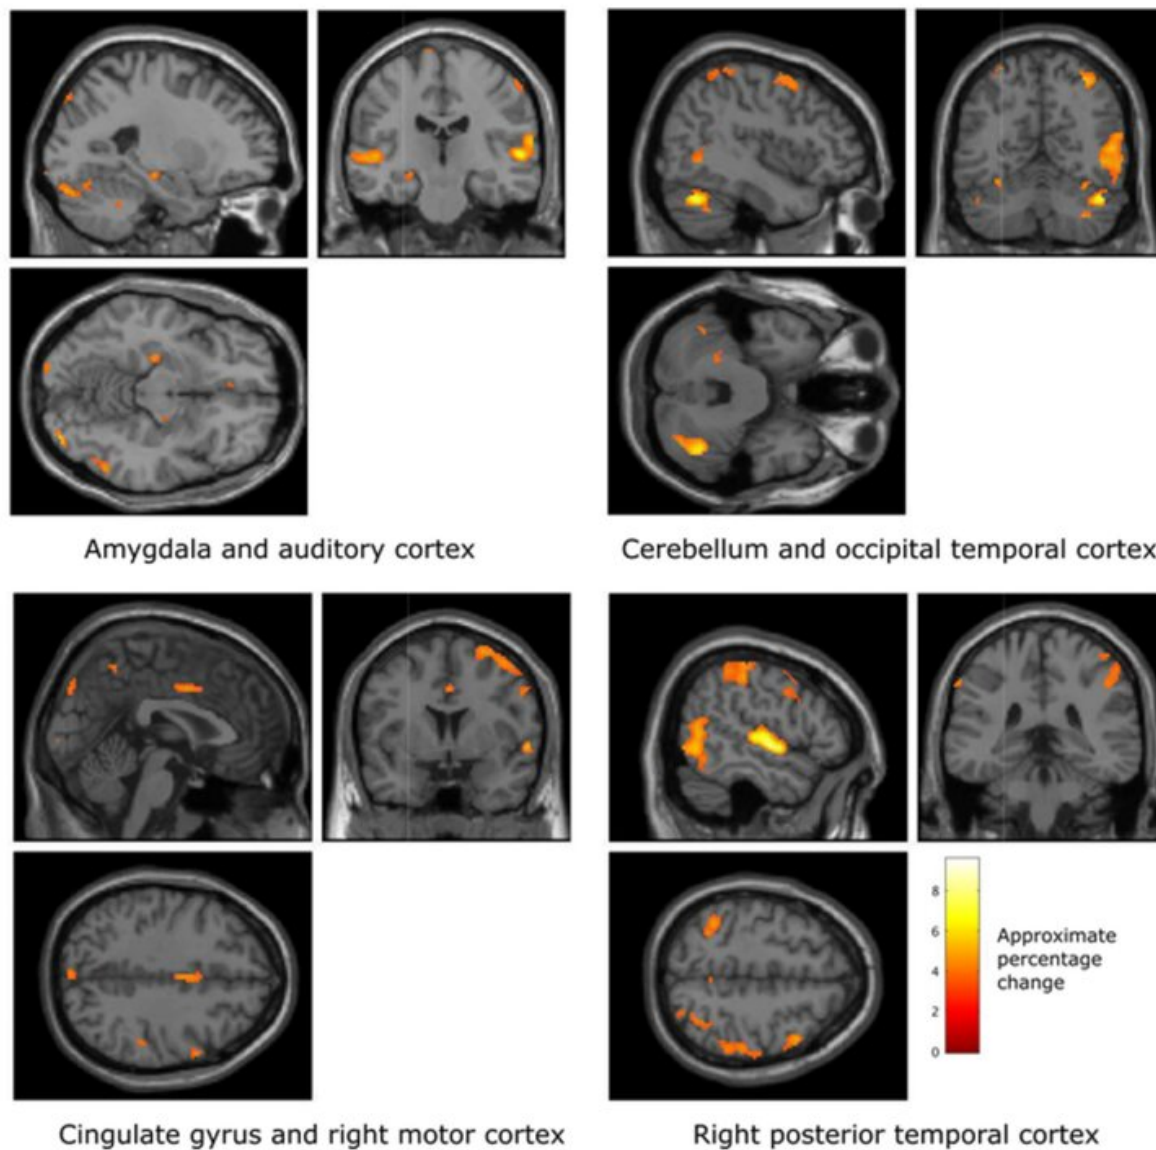 Amygdala and auditory cortex
Cerebellum and occipital temporal cortex
8
6
4
2
0
Approximate
percentage
change
Cingulate gyrus and right motor cortex
Right posterior temporal cortex